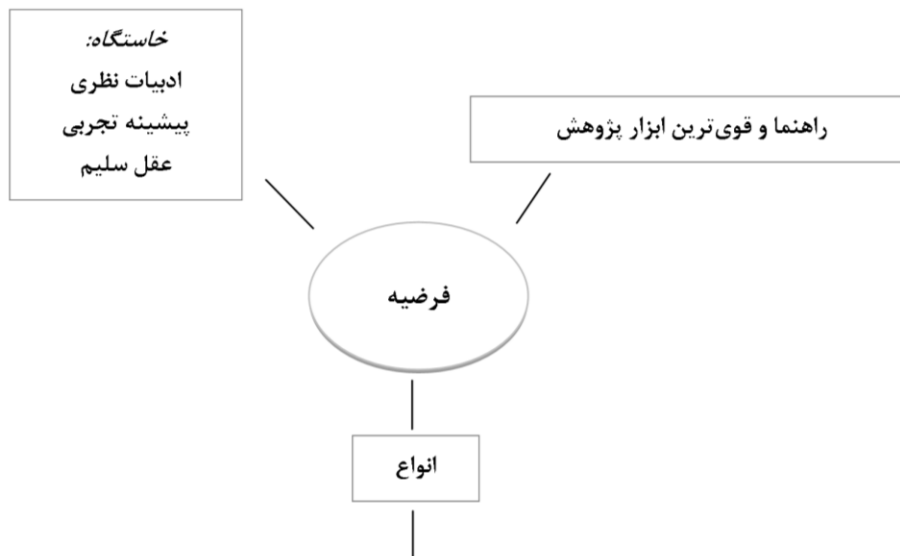 خاستگاه:
ادبیات نظری
پیشینه تجربی
عقل سلیم
راهنما و قوی‌ترین ابزار پژوهش
فرضیه
انواع